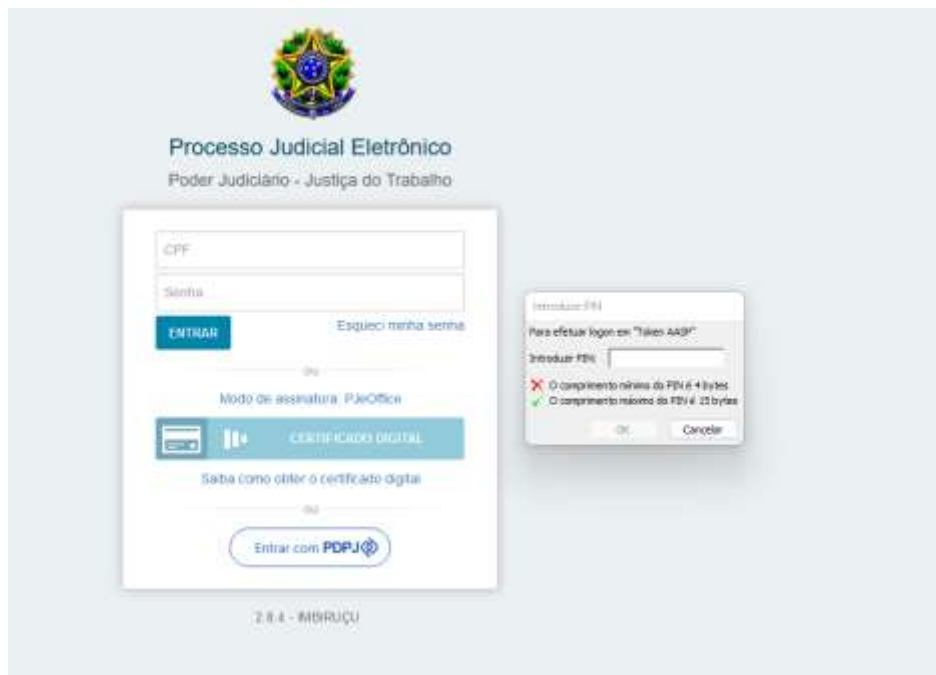 Processo Judicial Eletrônico
Poder Judiciário - Justiça do Trabalho
CPF
Senha
ENTRAR
Esqueci minha senha
ou
Modo de assinatura: PJeOffice
CERTIFICADO DIGITAL
Saiba como obter o certificado digital
ou
Entrar com PDPJ
2.8.4 - IMBIRUÇU
Introduzir PIN
Para efetuar logon em "Token AASP"
Introduzir PIN:
O comprimento mínimo do PIN é 4 bytes
O comprimento máximo do PIN é 15 bytes
OK
Cancelar